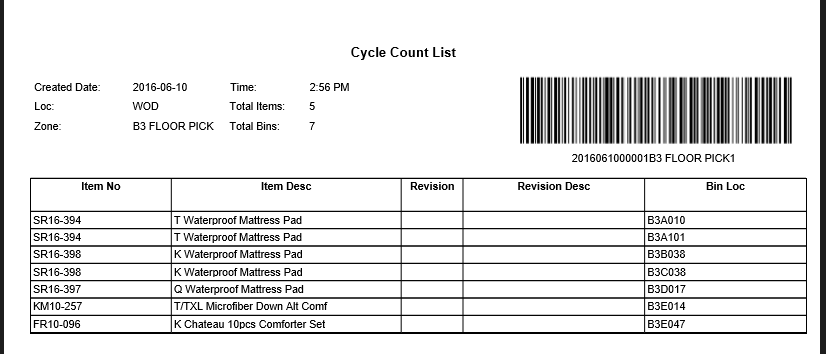 Cycle Count List
Created Date: 2016-06-10 Time: 2:56 PM
Loc: WOD Total Items: 5
Zone: B3 FLOOR PICK Total Bins: 7
2016061000001B3 FLOOR PICK1
Item No Item Desc Revision Revision Desc Bin Loc
SR16-394 T Waterproof Mattress Pad B3A010
SR16-394 T Waterproof Mattress Pad B3A101
SR16-398 K Waterproof Mattress Pad B3B038
SR16-398 K Waterproof Mattress Pad B3C038
SR16-397 Q Waterproof Mattress Pad B3D017
KM10-257 T/TXL Microfiber Down Alt Comf B3E014
FR10-096 K Chateau 10pcs Comforter Set B3E047